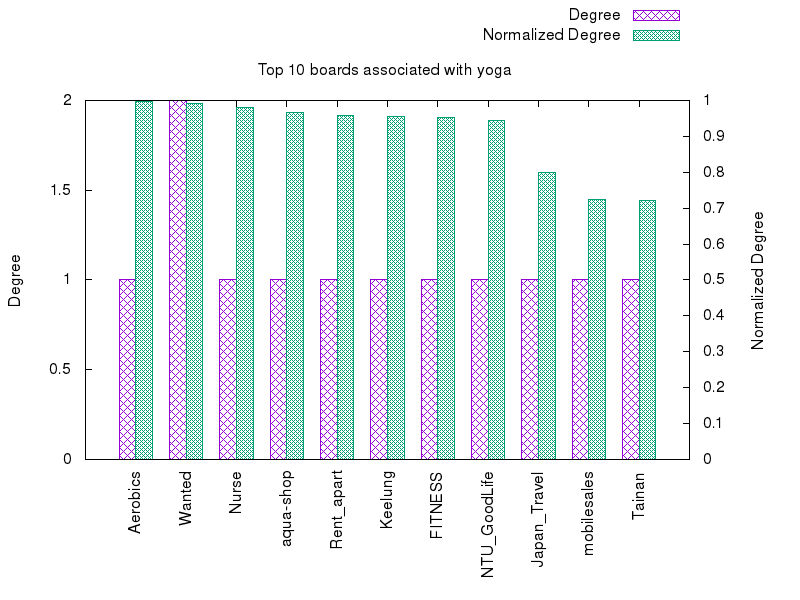 Degree
Normalized Degree
Top 10 boards associated with yoga
2
1.5
1
0.5
0
Degree
1
0.9
0.8
0.7
0.6
0.5
0.4
0.3
0.2
0.1
0
Normalized Degree
Aerobics
Wanted
Nurse
aqua-shop
Rent_apart
Keelung
FITNESS
NTU_GoodLife
Japan_Travel
mobilesales
Tainan